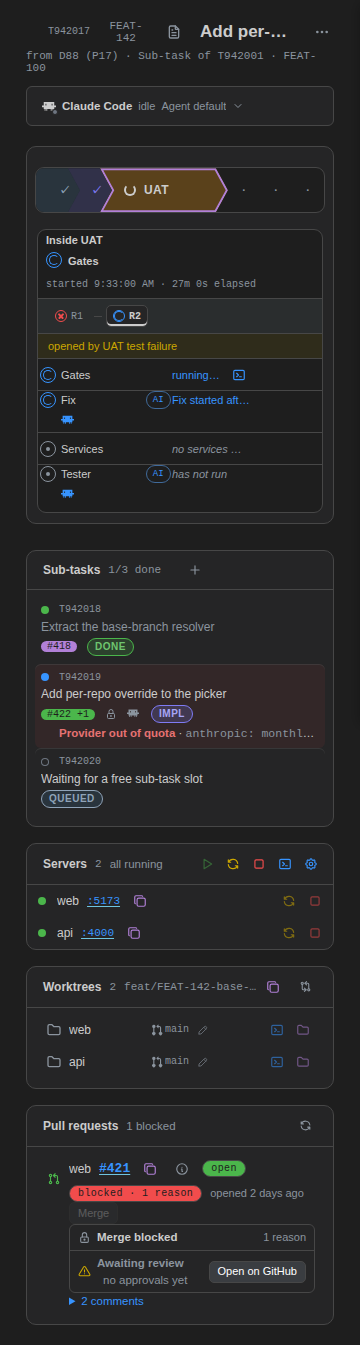 T942017 FEAT-142 Add per-…
from D88 (P17) · Sub-task of T942001 · FEAT-
100
Claude Code idle Agent default
✓ ✓ UAT · · ·
Inside UAT
Gates
started 9:33:00 AM · 27m 0s elapsed
R1 — R2
opened by UAT test failure
Gates running…
Fix AI Fix started aft…
Services no services …
Tester AI has not run
Sub-tasks 1/3 done
T942018
Extract the base-branch resolver
#418 DONE
T942019
Add per-repo override to the picker
#422 +1 IMPL
Provider out of quota · anthropic: monthl…
T942020
Waiting for a free sub-task slot
QUEUED
Servers 2 all running
web :5173
api :4000
Worktrees 2 feat/FEAT-142-base-…
web main
api main
Pull requests 1 blocked
web #421 open
blocked · 1 reason opened 2 days ago
Merge
Merge blocked 1 reason
Awaiting review
no approvals yet
Open on GitHub
2 comments